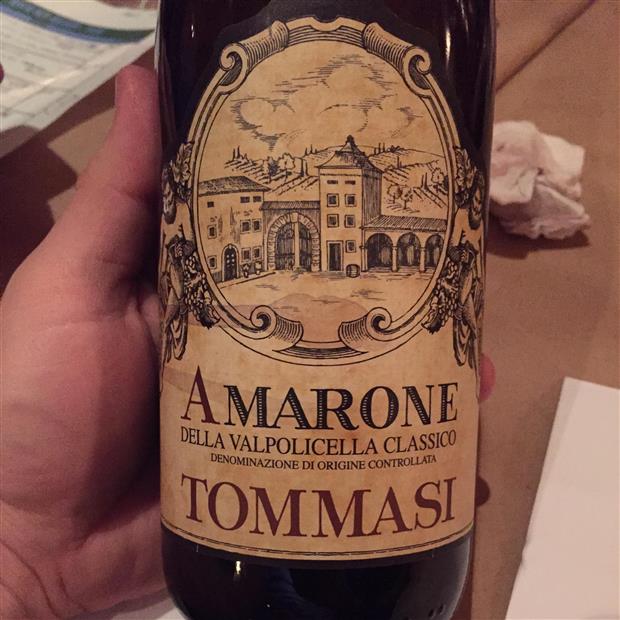 AMARONE
DELLA VALPOLICELLA CLASSICO
DENOMINAZIONE DI ORIGINE CONTROLLATA
TOMMASI